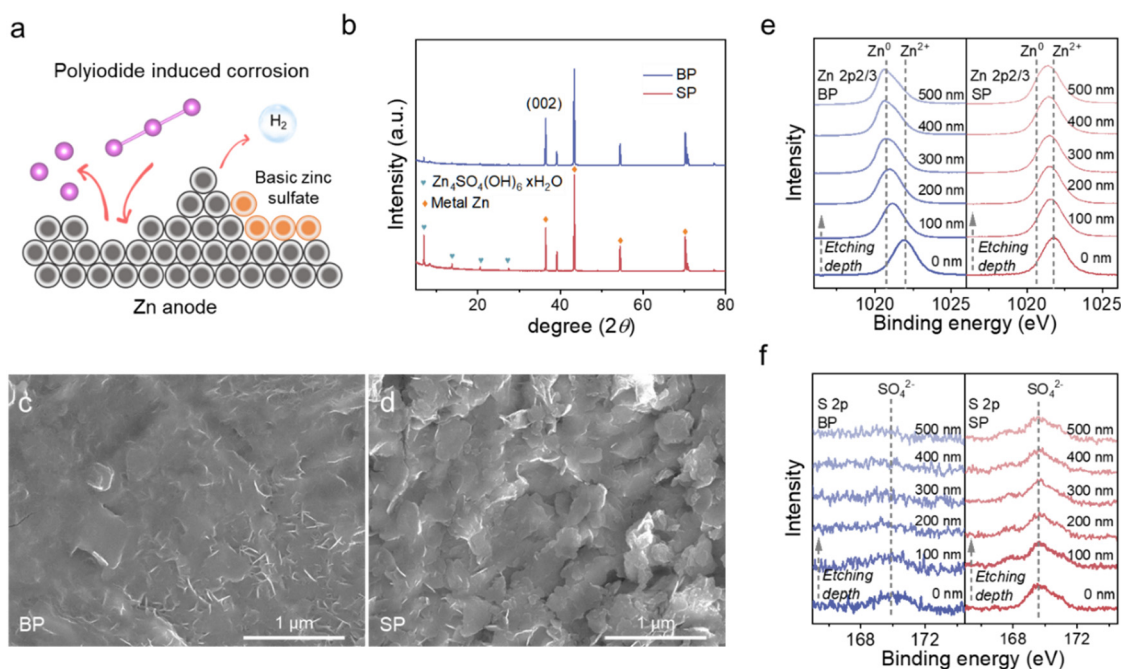 a
Polyiodide induced corrosion
H₂
Basic zinc
sulfate
Zn anode
b
BP
SP
(002)
Zn₄SO₄(OH)₆ xH₂O
Metal Zn
Intensity (a.u.)
20
40
60
80
degree (2θ)
c
BP
1 μm
d
SP
1 μm
e
Zn⁰
Zn²⁺
Zn⁰
Zn²⁺
Zn 2p2/3
BP
500 nm
400 nm
300 nm
200 nm
100 nm
0 nm
Etching
depth
Zn 2p2/3
SP
500 nm
400 nm
300 nm
200 nm
100 nm
0 nm
Etching
depth
Intensity
1020
1026
1020
1026
Binding energy (eV)
f
SO₄²⁻
SO₄²⁻
S 2p
BP
500 nm
400 nm
300 nm
200 nm
100 nm
0 nm
Etching
depth
S 2p
SP
500 nm
400 nm
300 nm
200 nm
100 nm
0 nm
Etching
depth
Intensity
168
172
168
172
Binding energy (eV)